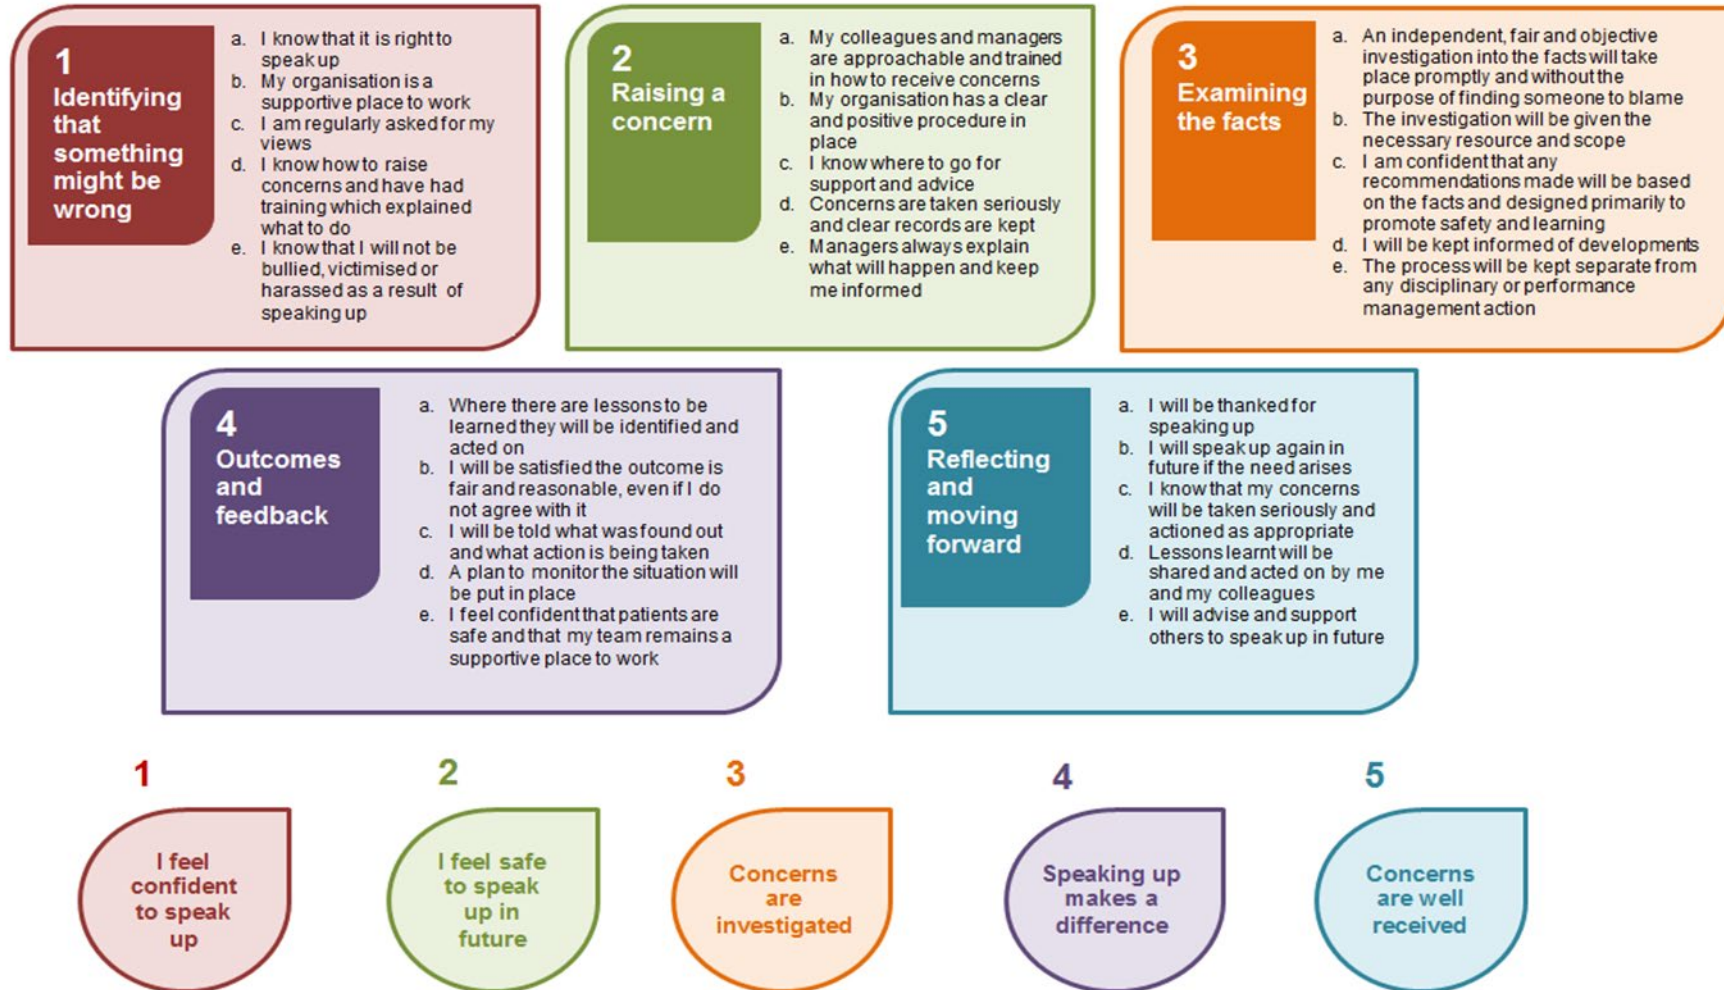 1
Identifying
that
something
might be
wrong
a. I know that it is right to
speak up
b. My organisation is a
supportive place to work
c. I am regularly asked for my
views
d. I know how to raise
concerns and have had
training which explained
what to do
e. I know that I will not be
bullied, victimised or
harassed as a result of
speaking up
2
Raising a
concern
a. My colleagues and managers
are approachable and trained
in how to receive concerns
b. My organisation has a clear
and positive procedure in
place
c. I know where to go for
support and advice
d. Concerns are taken seriously
and clear records are kept
e. Managers always explain
what will happen and keep
me informed
3
Examining
the facts
a. An independent, fair and objective
investigation into the facts will take
place promptly and without the
purpose of finding someone to blame
b. The investigation will be given the
necessary resource and scope
c. I am confident that any
recommendations made will be based
on the facts and designed primarily to
promote safety and learning
d. I will be kept informed of developments
e. The process will be kept separate from
any disciplinary or performance
management action
4
Outcomes
and
feedback
a. Where there are lessons to be
learned they will be identified and
acted on
b. I will be satisfied the outcome is
fair and reasonable, even if I do
not agree with it
c. I will be told what was found out
and what action is being taken
d. A plan to monitor the situation will
be put in place
e. I feel confident that patients are
safe and that my team remains a
supportive place to work
5
Reflecting
and
moving
forward
a. I will be thanked for
speaking up
b. I will speak up again in
future if the need arises
c. I know that my concerns
will be taken seriously and
actioned as appropriate
d. Lessons learnt will be
shared and acted on by me
and my colleagues
e. I will advise and support
others to speak up in future
1
I feel
confident
to speak
up
2
I feel safe
to speak
up in
future
3
Concerns
are
investigated
4
Speaking up
makes a
difference
5
Concerns
are well
received